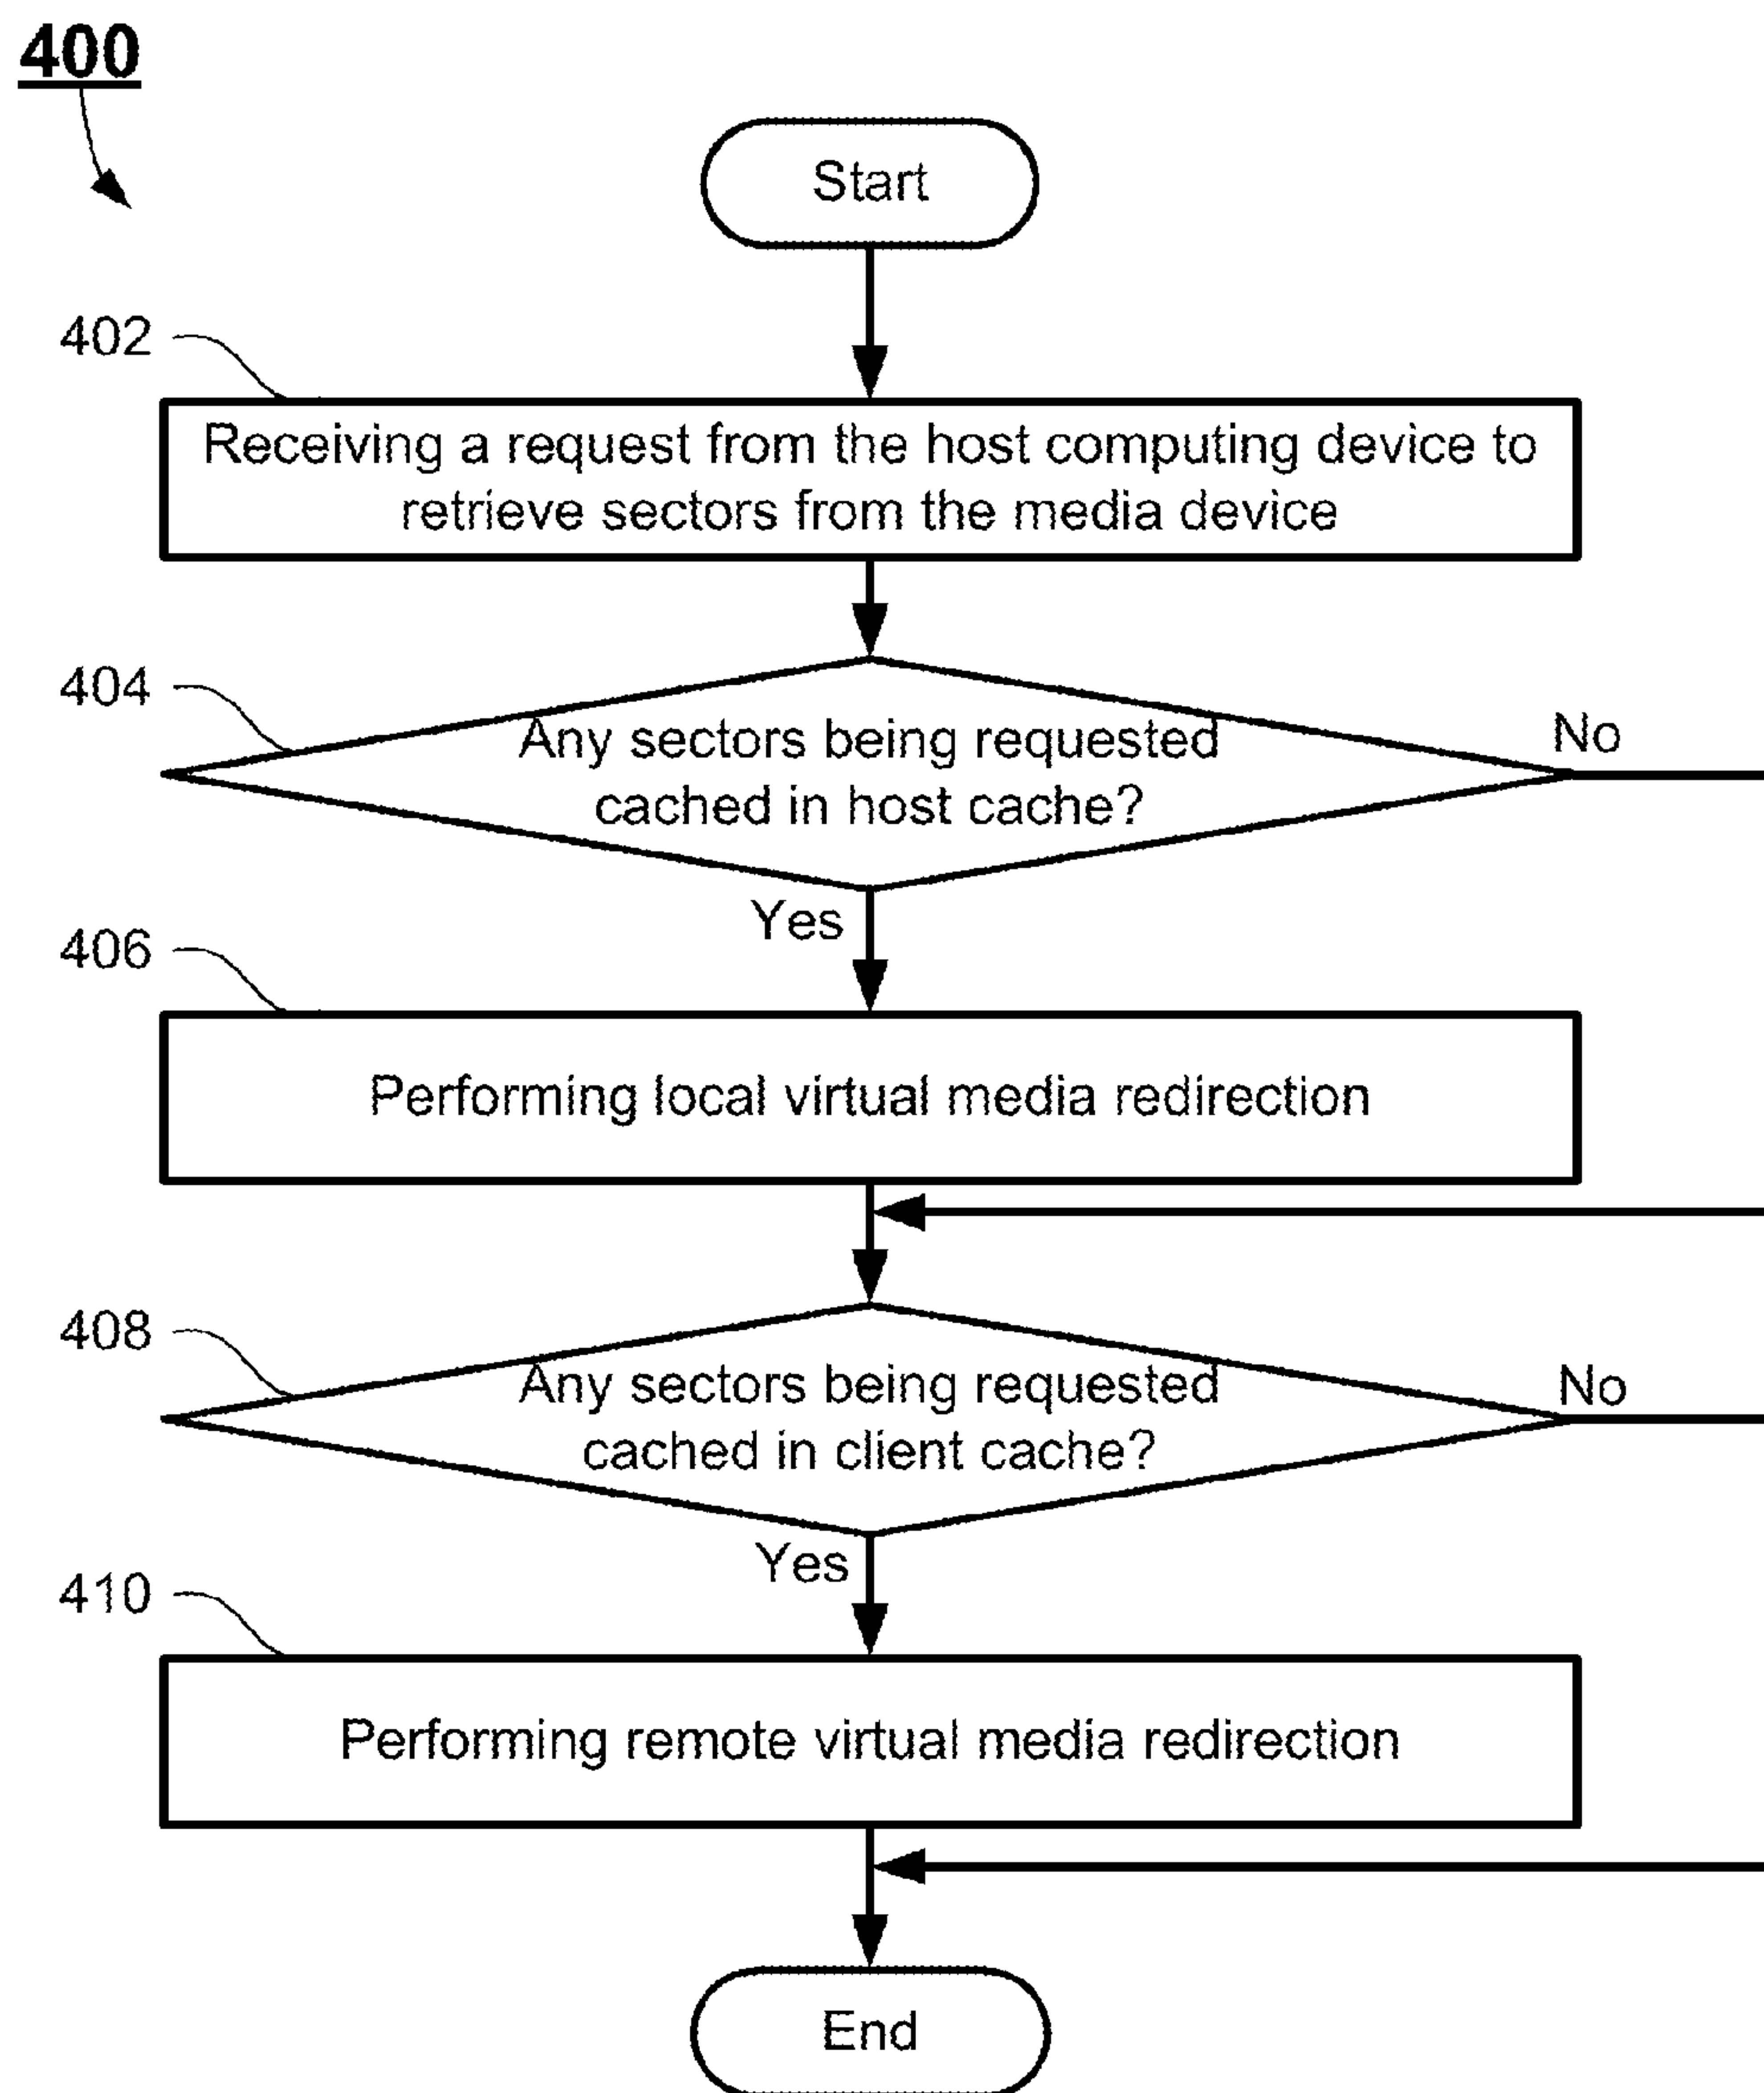 400
Start
402
Receiving a request from the host computing device to
retrieve sectors from the media device
404
Any sectors being requested
cached in host cache?
No
Yes
406
Performing local virtual media redirection
408
Any sectors being requested
cached in client cache?
No
Yes
410
Performing remote virtual media redirection
End